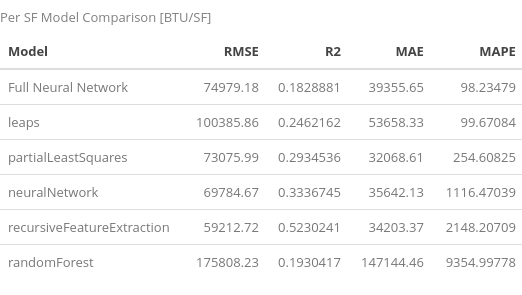 Per SF Model Comparison [BTU/SF]
Model RMSE R2 MAE MAPE
Full Neural Network 74979.18 0.1828881 39355.65 98.23479
leaps 100385.86 0.2462162 53658.33 99.67084
partialLeastSquares 73075.99 0.2934536 32068.61 254.60825
neuralNetwork 69784.67 0.3336745 35642.13 1116.47039
recursiveFeatureExtraction 59212.72 0.5230241 34203.37 2148.20709
randomForest 175808.23 0.1930417 147144.46 9354.99778